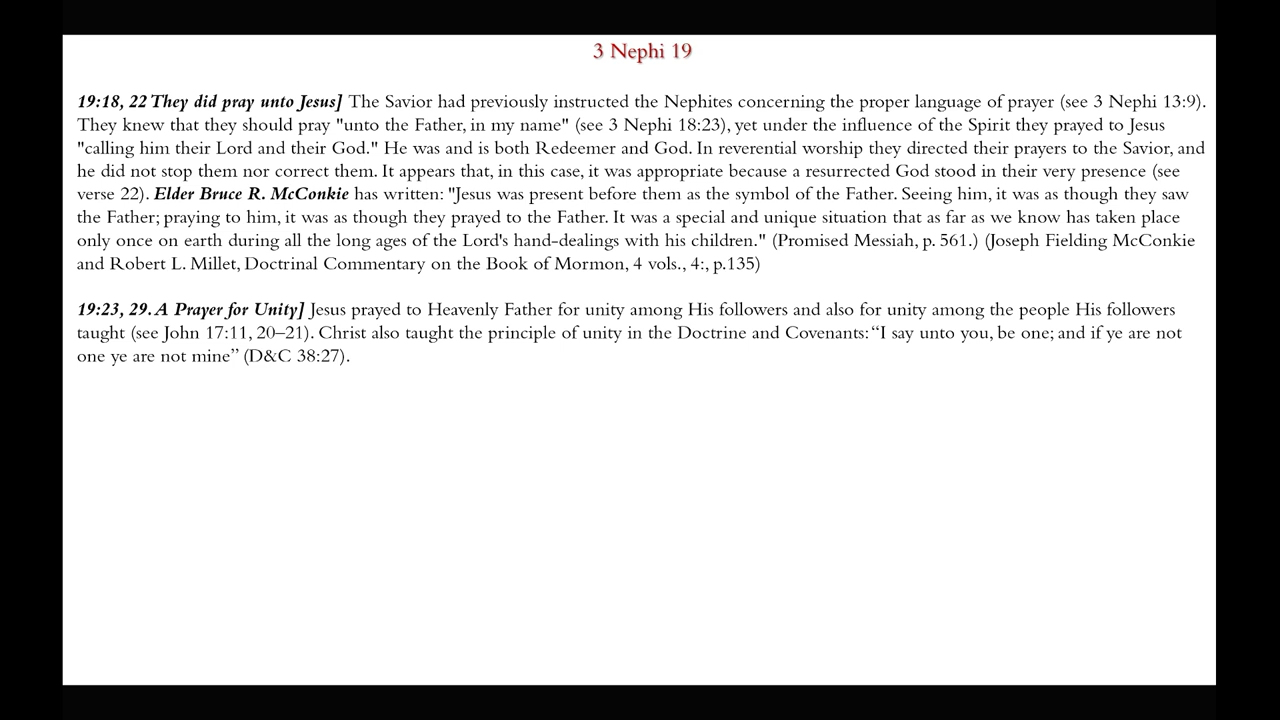 3 Nephi 19
19:18, 22 They did pray unto Jesus] The Savior had previously instructed the Nephites concerning the proper language of prayer (see 3 Nephi 13:9).
They knew that they should pray "unto the Father, in my name" (see 3 Nephi 18:23), yet under the influence of the Spirit they prayed to Jesus
"calling him their Lord and their God." He was and is both Redeemer and God. In reverential worship they directed their prayers to the Savior, and
he did not stop them nor correct them. It appears that, in this case, it was appropriate because a resurrected God stood in their very presence (see
verse 22). Elder Bruce R. McConkie has written: "Jesus was present before them as the symbol of the Father. Seeing him, it was as though they saw
the Father; praying to him, it was as though they prayed to the Father. It was a special and unique situation that as far as we know has taken place
only once on earth during all the long ages of the Lord's hand-dealings with his children." (Promised Messiah, p. 561.) (Joseph Fielding McConkie
and Robert L. Millet, Doctrinal Commentary on the Book of Mormon, 4 vols., 4:, p.135)
19:23, 29. A Prayer for Unity] Jesus prayed to Heavenly Father for unity among His followers and also for unity among the people His followers
taught (see John 17:11, 20–21). Christ also taught the principle of unity in the Doctrine and Covenants: “I say unto you, be one; and if ye are not
one ye are not mine” (D&C 38:27).